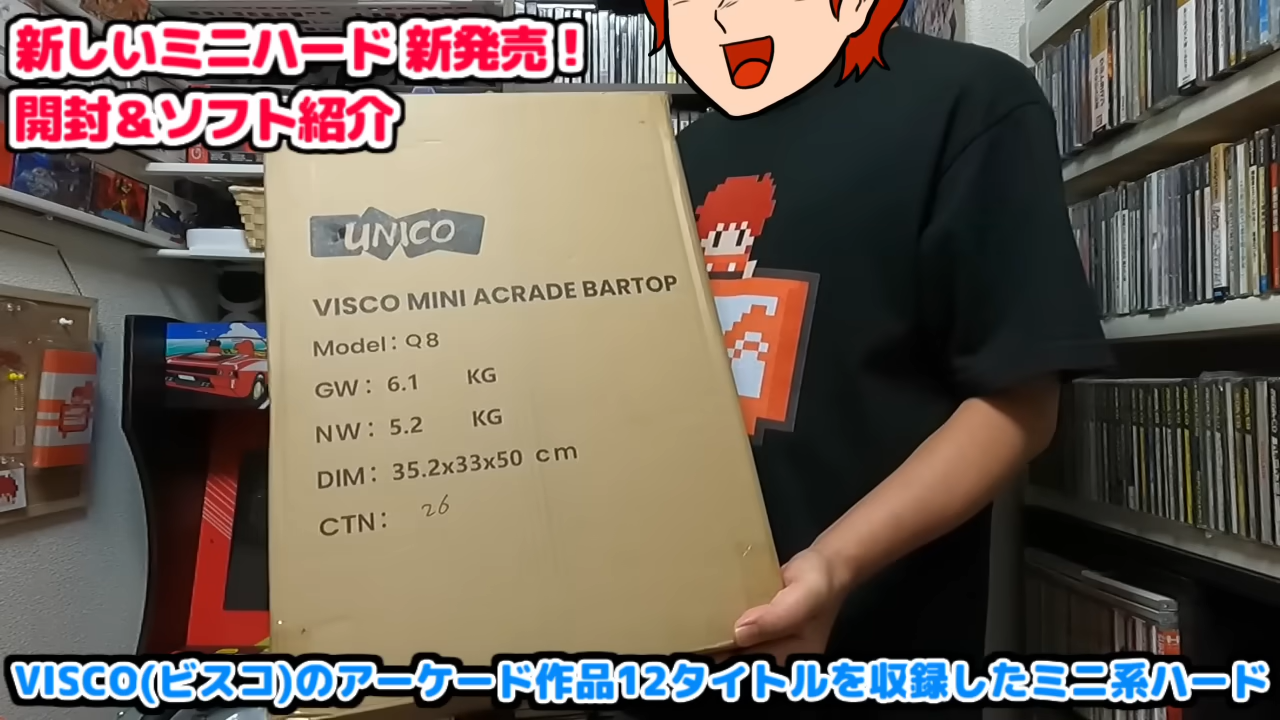 新しいミニハード 新発売！
開封＆ソフト紹介
UNICO
VISCO MINI ACRADE BARTOP
Model： Q8
GW： 6.1 KG
NW： 5.2 KG
DIM： 35.2x33x50 cm
CTN： 26
VISCO(ビスコ)のアーケード作品12タイトルを収録したミニ系ハード